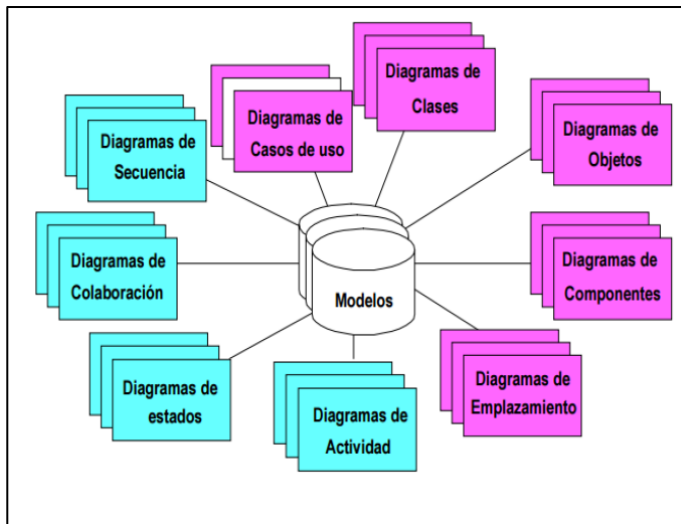 Diagramas de
Clases
Diagramas de
Casos de uso
Diagramas de
Secuencia
Diagramas de
Objetos
Diagramas de
Colaboración
Diagramas de
Componentes
Modelos
Diagramas de
estados
Diagramas de
Actividad
Diagramas de
Emplazamiento